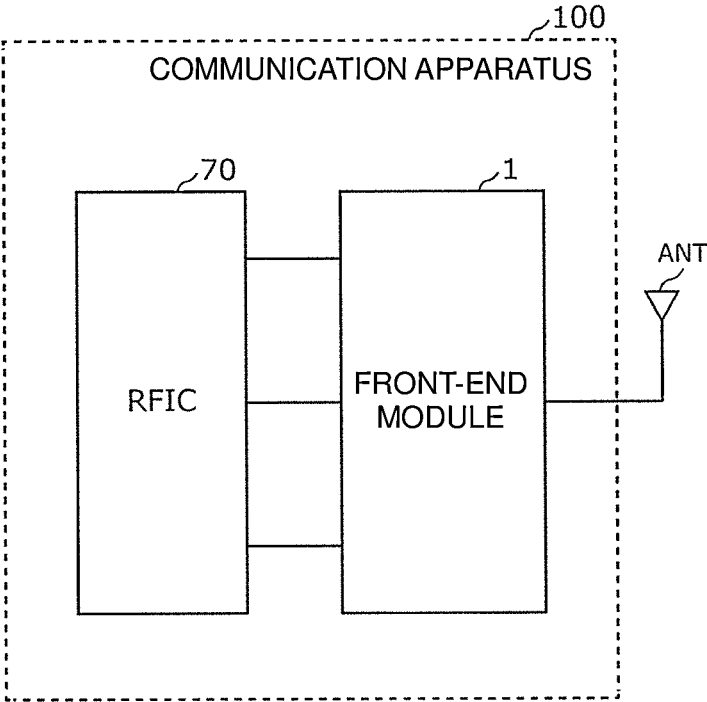 100
COMMUNICATION APPARATUS
70
1
ANT
RFIC
FRONT-END
MODULE